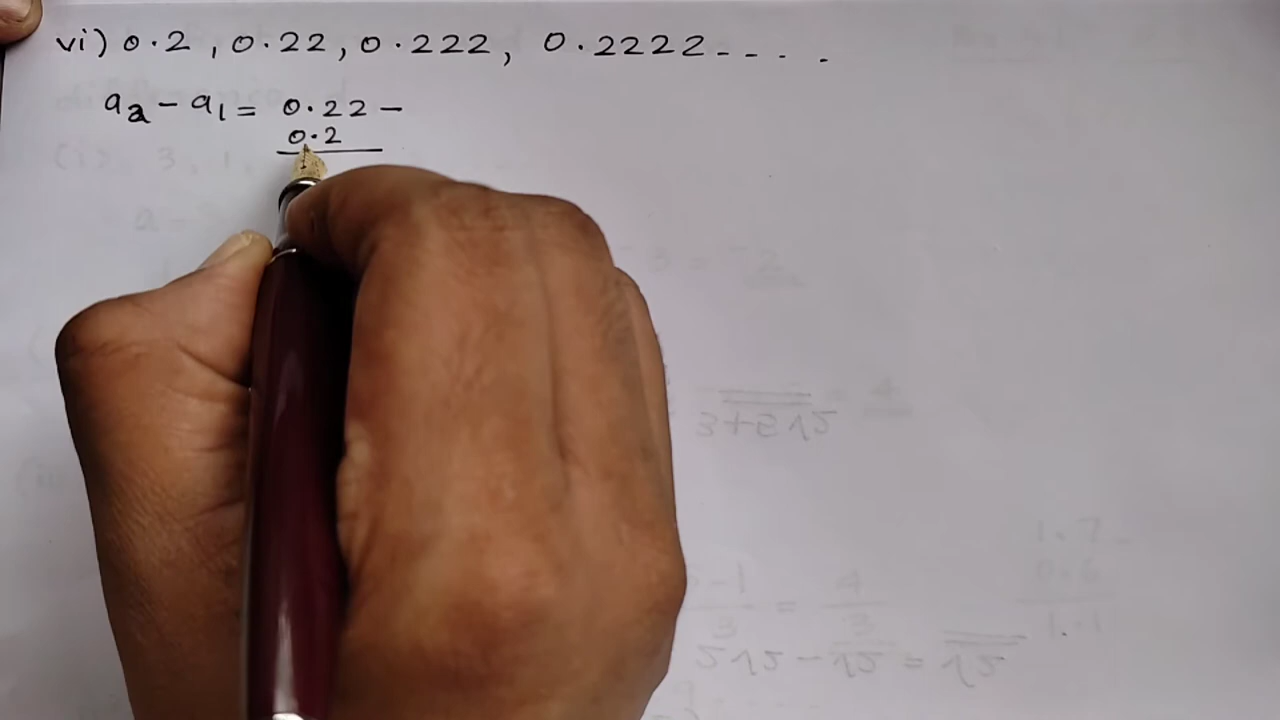 vi) 0.2, 0.22, 0.222, 0.2222 - - - .
a2 - a1 = 0.22 -
0.2